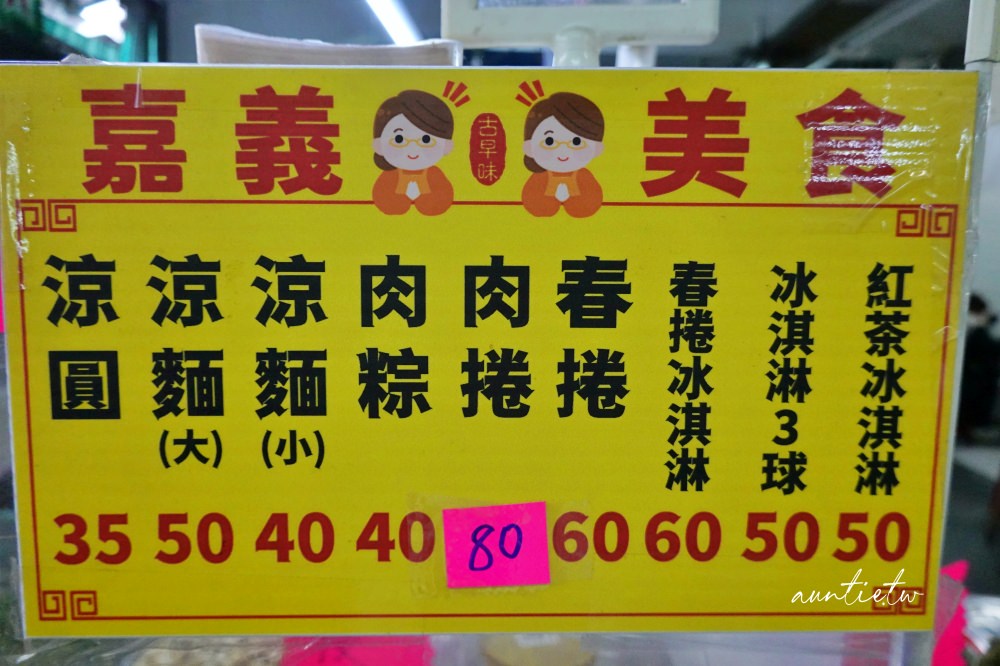 嘉義 古早味 美食
紅茶冰淇淋 50
冰淇淋3球 50
春捲冰淇淋 60
春捲 60
肉捲 80
肉粽 40
涼麵(小) 40
涼麵(大) 50
涼圓 35
auntietw